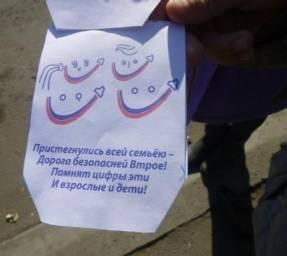 Пристегнулись всей семьёю –
Дорога безопасней Втрое!
Помнят цифры эти
И взрослые и дети!